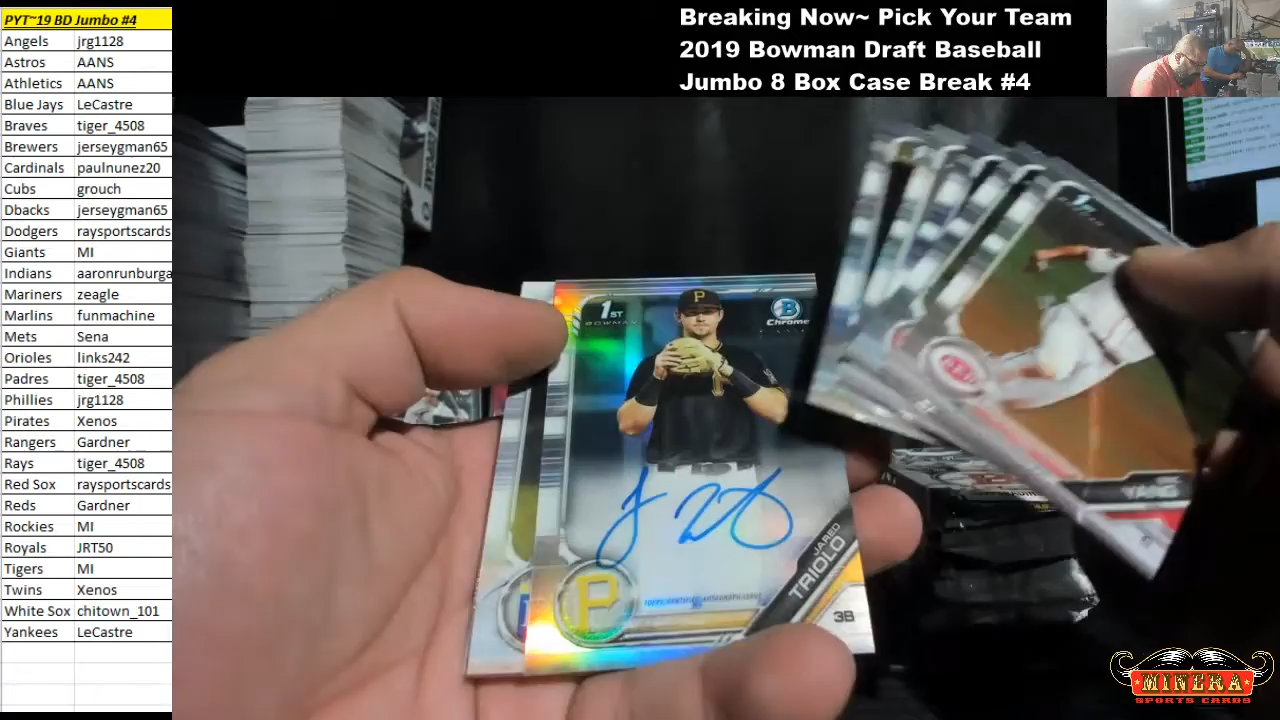 PYT~19 BD Jumbo #4
Angels jrg1128
Astros AANS
Athletics AANS
Blue Jays LeCastre
Braves tiger_4508
Brewers jerseygman65
Cardinals paulnunez20
Cubs grouch
Dbacks jerseygman65
Dodgers raysportscards
Giants MI
Indians aaronrunburga
Mariners zeagle
Marlins funmachine
Mets Sena
Orioles links242
Padres tiger_4508
Phillies jrg1128
Pirates Xenos
Rangers Gardner
Rays tiger_4508
Red Sox raysportscards
Reds Gardner
Rockies MI
Royals JRT50
Tigers MI
Twins Xenos
White Sox chitown_101
Yankees LeCastre
Breaking Now~ Pick Your Team
2019 Bowman Draft Baseball
Jumbo 8 Box Case Break #4
1ST
BOWMAN
B
Chrome
P
P
JARED
TRIOLO
3B
YANG
MINERA
SPORTS CARDS